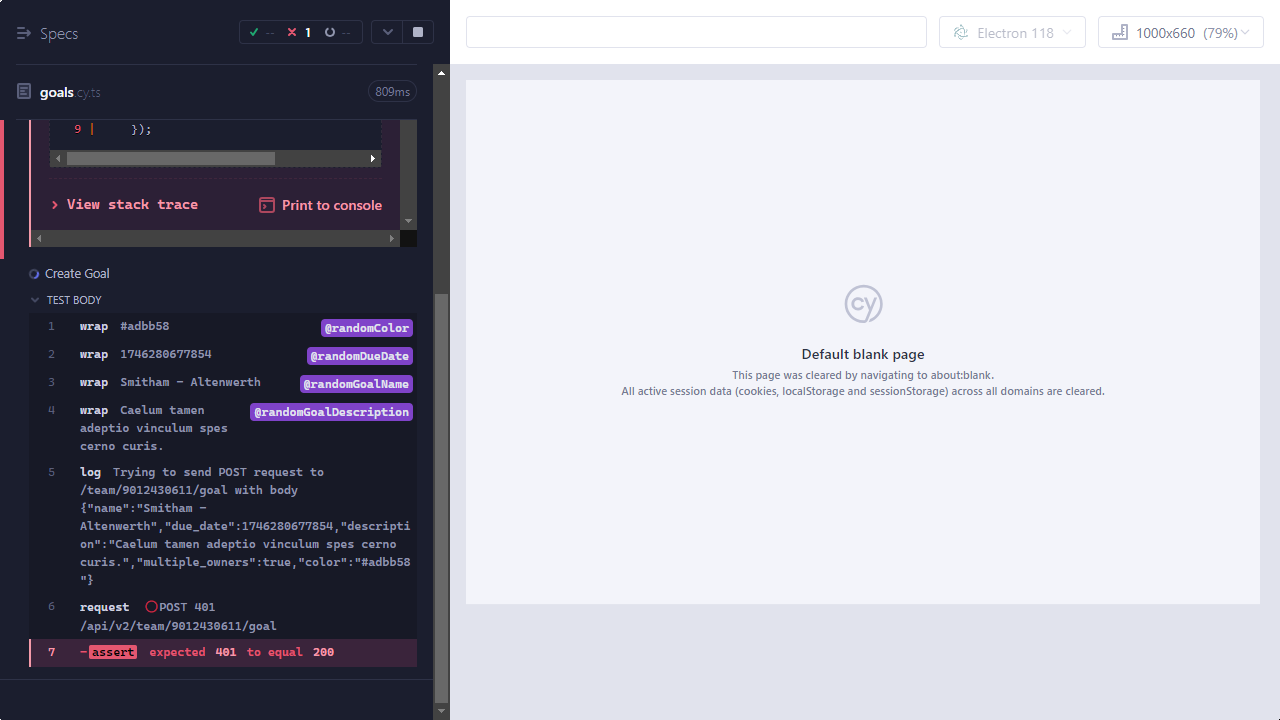 Specs
-- 1 --
Electron 118
1000x660 (79%)
goals.cy.ts
809ms
9 | });
View stack trace
Print to console
Create Goal
TEST BODY
1 wrap #adbb58 @randomColor
2 wrap 1746280677854 @randomDueDate
3 wrap Smitham - Altenwerth @randomGoalName
4 wrap Caelum tamen @randomGoalDescription
adeptio vinculum spes
cerno curis.
5 log Trying to send POST request to
/team/9012430611/goal with body
{"name":"Smitham -
Altenwerth","due_date":1746280677854,"descripti
on":"Caelum tamen adeptio vinculum spes cerno
curis.","multiple_owners":true,"color":"#adbb58
"}
6 request POST 401
/api/v2/team/9012430611/goal
7 -assert expected 401 to equal 200
cy
Default blank page
This page was cleared by navigating to about:blank.
All active session data (cookies, localStorage and sessionStorage) across all domains are cleared.